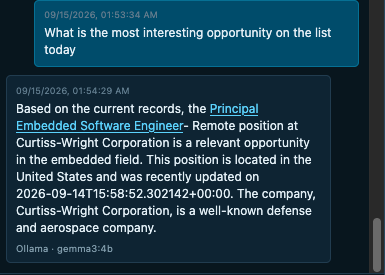 09/15/2026, 01:53:34 AM
What is the most interesting opportunity on the list
today
09/15/2026, 01:54:29 AM
Based on the current records, the Principal
Embedded Software Engineer- Remote position at
Curtiss-Wright Corporation is a relevant opportunity
in the embedded field. This position is located in the
United States and was recently updated on
2026-09-14T15:58:52.302142+00:00. The company,
Curtiss-Wright Corporation, is a well-known defense
and aerospace company.
Ollama · gemma3:4b